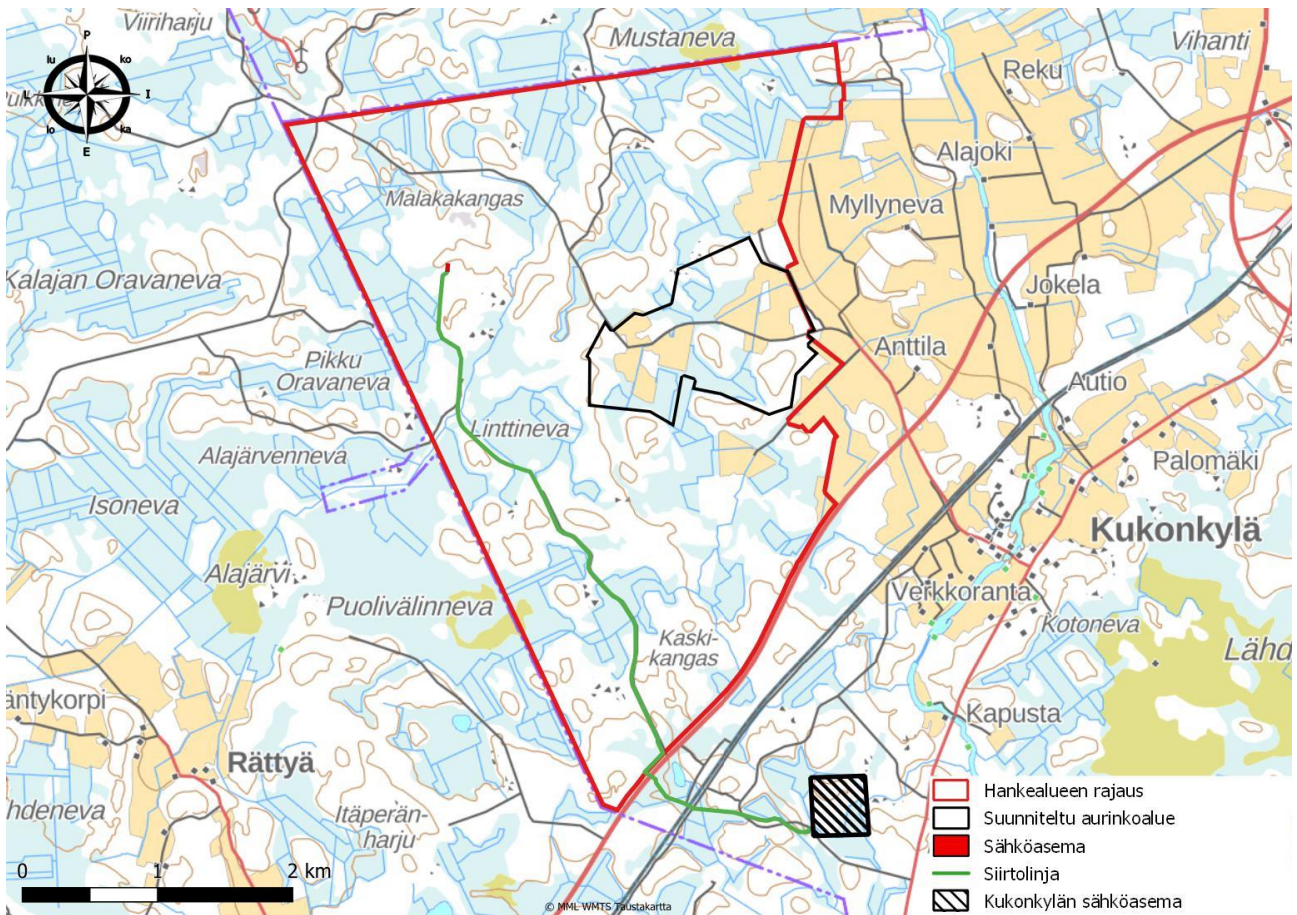 Viiriharju
Mustaneva
Vihanti
P
lu
ko
L
I
lo
ka
E
Reku
Alajoki
Malakakangas
Myllyneva
Kalajan Oravaneva
Jokela
Anttila
Pikku
Oravaneva
Autio
Linttineva
Alajärvenneva
Palomäki
Isoneva
Kukonkylä
Alajärvi
Puolivälinneva
Verkkoranta
Kotoneva
Kaski-
kangas
Lähd
äntykorpi
Kapusta
Rättyä
hdeneva
Itäperän-
harju
Hankealueen rajaus
Suunniteltu aurinkoalue
Sähköasema
Siirtolinja
Kukonkylän sähköasema
0 1 2 km
© MML WMTS Taustakartta